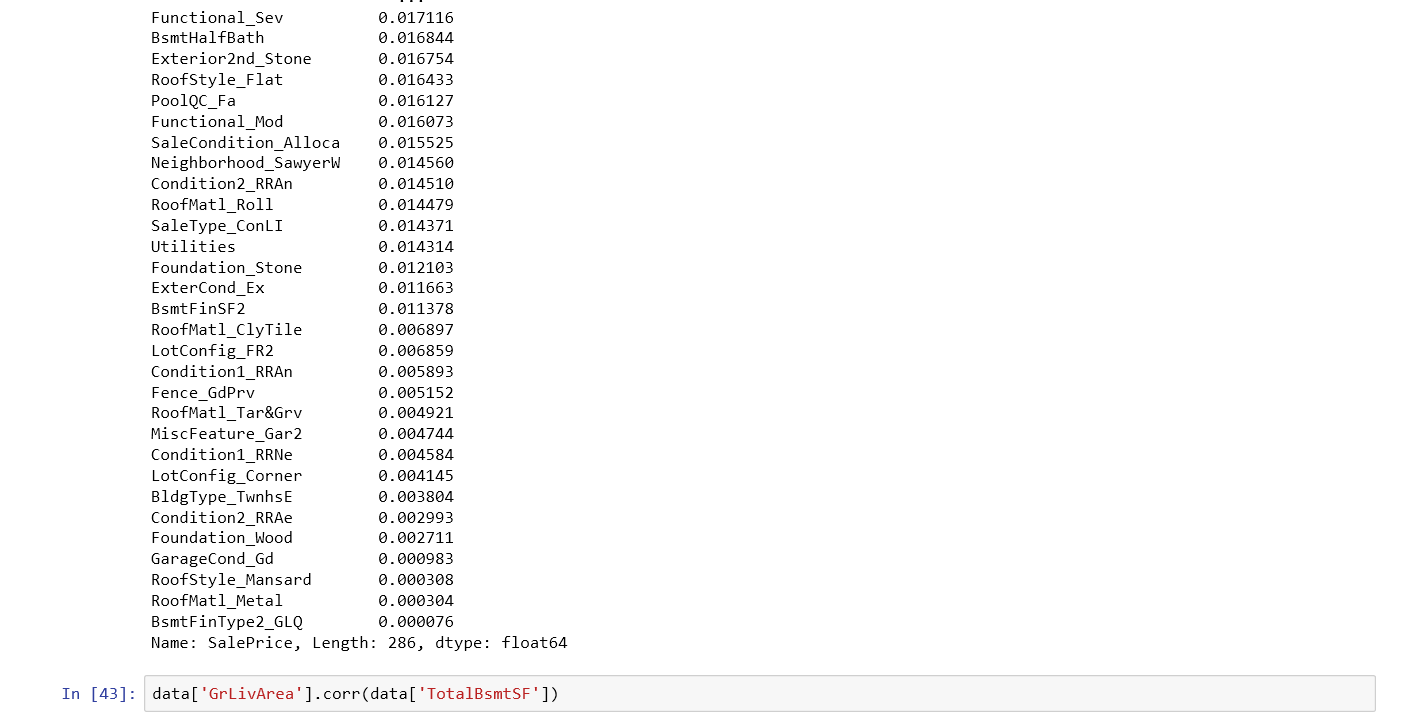 ...
Functional_Sev 0.017116
BsmtHalfBath 0.016844
Exterior2nd_Stone 0.016754
RoofStyle_Flat 0.016433
PoolQC_Fa 0.016127
Functional_Mod 0.016073
SaleCondition_Alloca 0.015525
Neighborhood_SawyerW 0.014560
Condition2_RRAn 0.014510
RoofMatl_Roll 0.014479
SaleType_ConLI 0.014371
Utilities 0.014314
Foundation_Stone 0.012103
ExterCond_Ex 0.011663
BsmtFinSF2 0.011378
RoofMatl_ClyTile 0.006897
LotConfig_FR2 0.006859
Condition1_RRAn 0.005893
Fence_GdPrv 0.005152
RoofMatl_Tar&Grv 0.004921
MiscFeature_Gar2 0.004744
Condition1_RRNe 0.004584
LotConfig_Corner 0.004145
BldgType_TwnhsE 0.003804
Condition2_RRAe 0.002993
Foundation_Wood 0.002711
GarageCond_Gd 0.000983
RoofStyle_Mansard 0.000308
RoofMatl_Metal 0.000304
BsmtFinType2_GLQ 0.000076
Name: SalePrice, Length: 286, dtype: float64
In [43]: data['GrLivArea'].corr(data['TotalBsmtSF'])